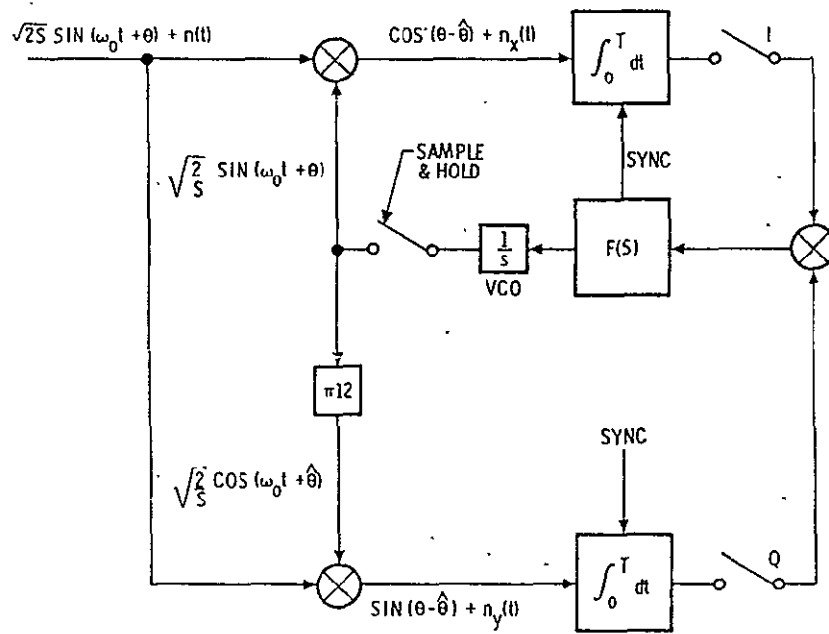 √2S SIN (ω₀t + θ) + n(t)
COS (θ-θ̂) + nₓ(t)
∫₀ᵀ dt
I
√2/S SIN (ω₀t + θ)
SAMPLE
& HOLD
SYNC
1/s
VCO
F(S)
π12
√2/S COS (ω₀t + θ̂)
SYNC
∫₀ᵀ dt
Q
SIN (θ-θ̂) + n_y(t)